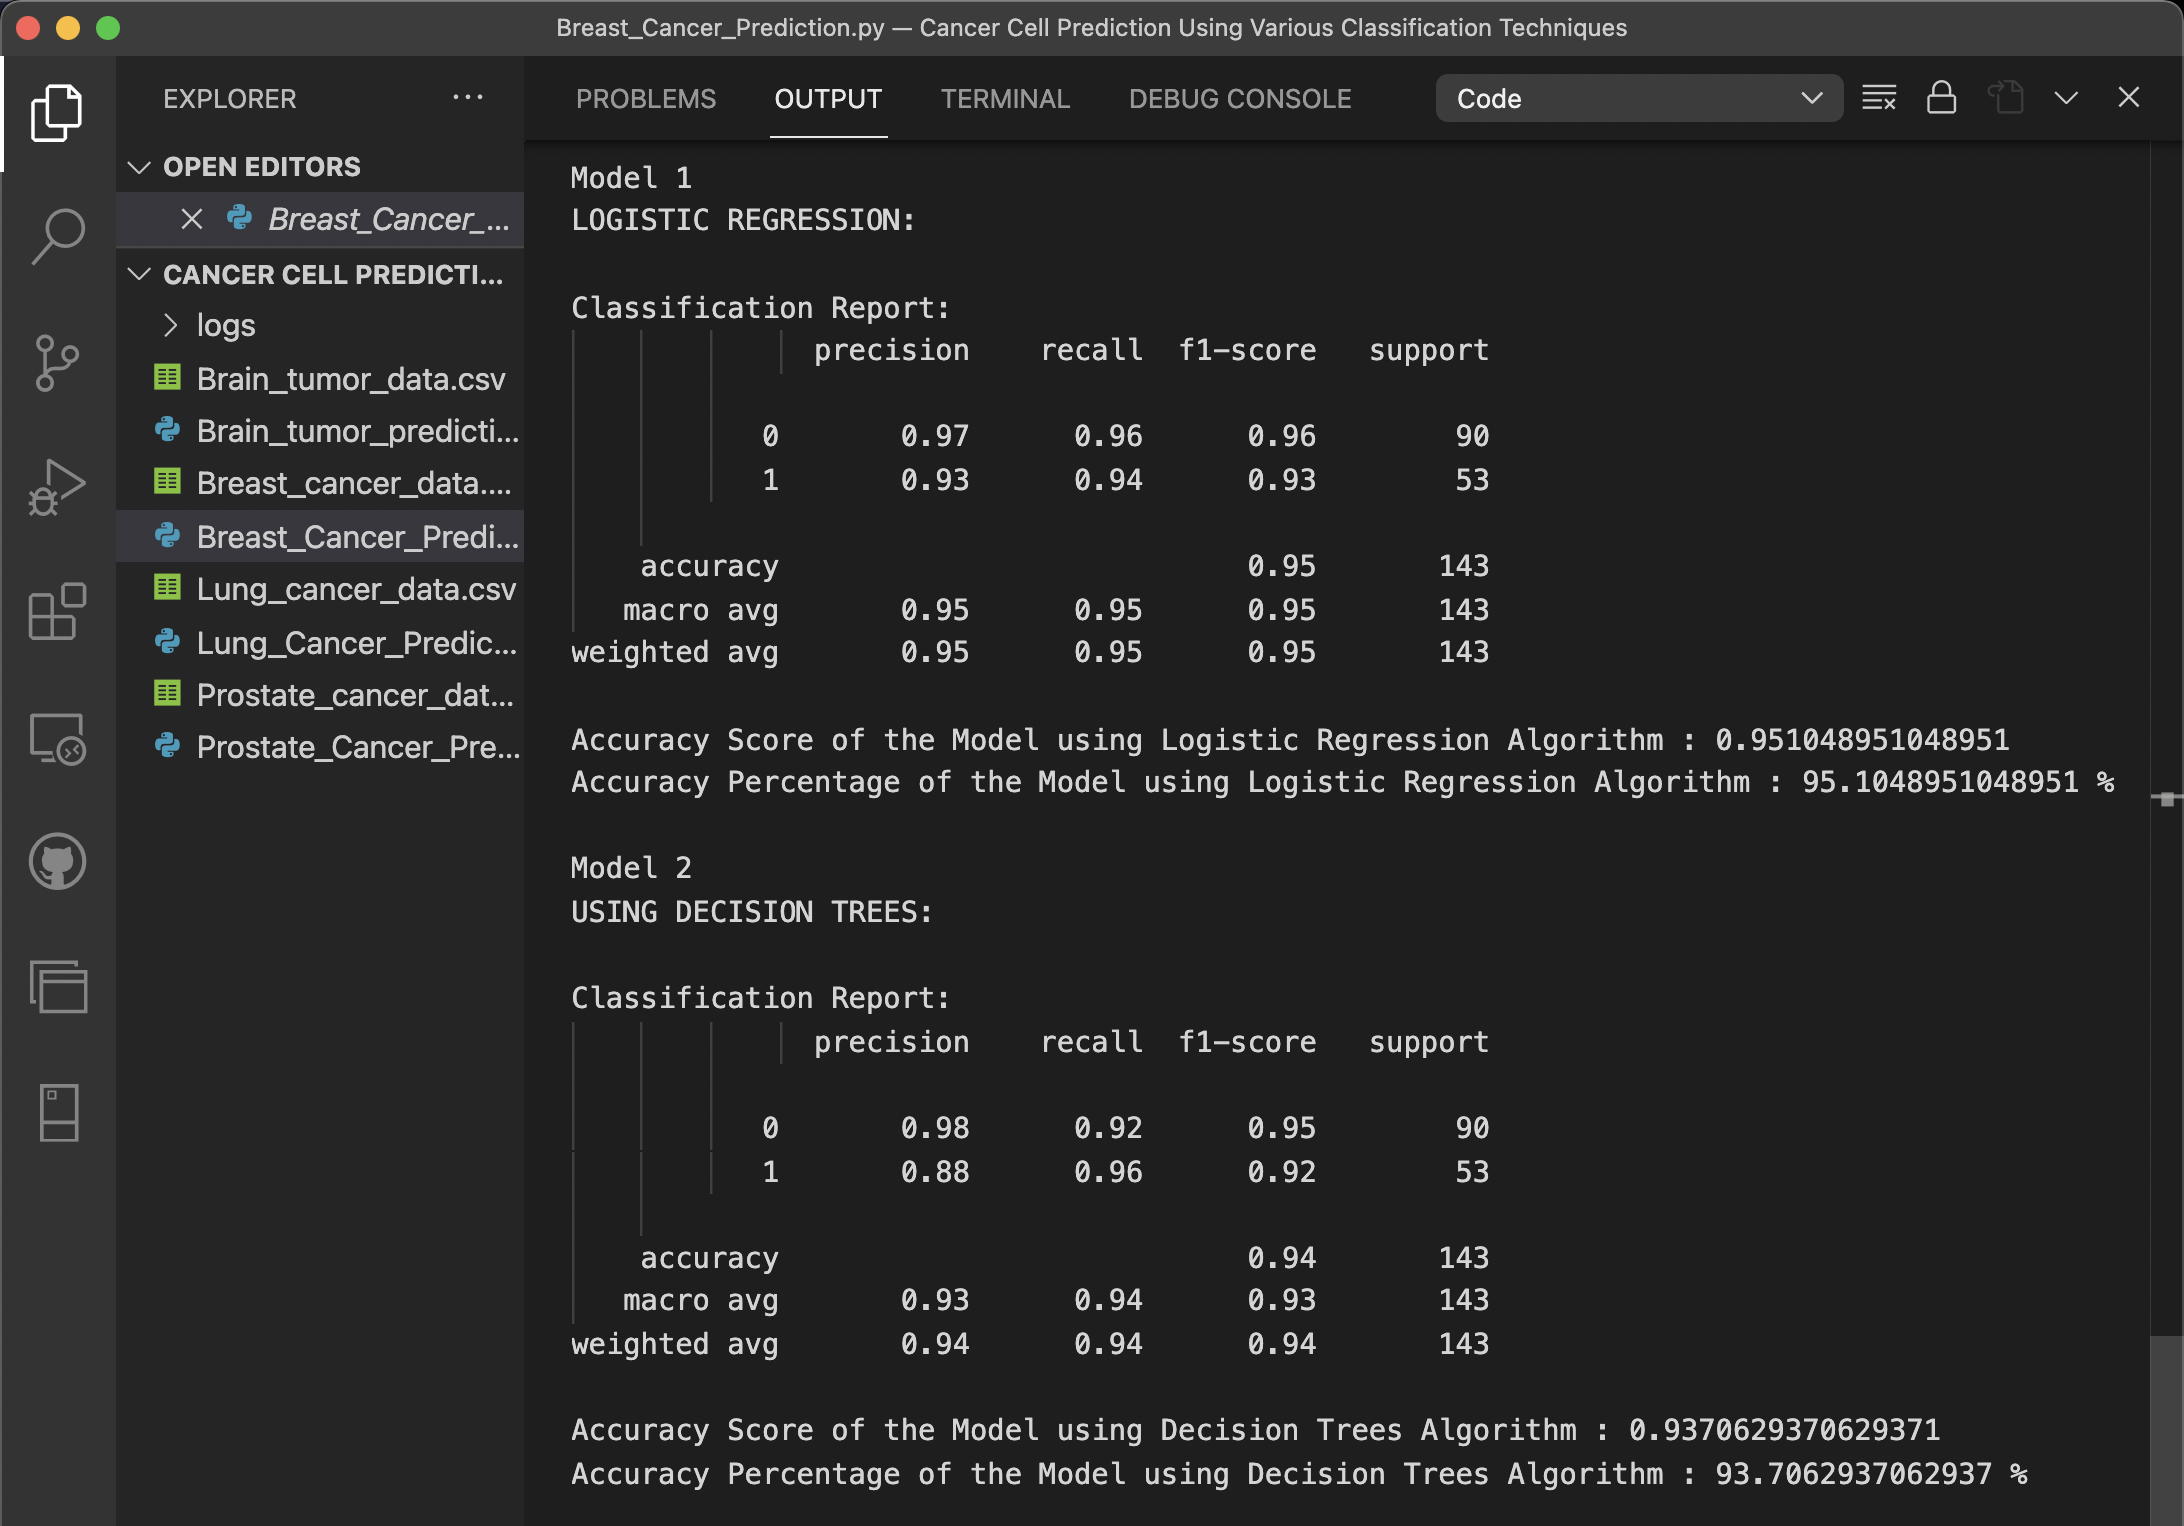 Breast_Cancer_Prediction.py — Cancer Cell Prediction Using Various Classification Techniques
EXPLORER
OPEN EDITORS
Breast_Cancer_...
CANCER CELL PREDICTI...
logs
Brain_tumor_data.csv
Brain_tumor_predicti...
Breast_cancer_data....
Breast_Cancer_Predi...
Lung_cancer_data.csv
Lung_Cancer_Predic...
Prostate_cancer_dat...
Prostate_Cancer_Pre...
PROBLEMS OUTPUT TERMINAL DEBUG CONSOLE Code
Model 1
LOGISTIC REGRESSION:
Classification Report:
precision recall f1-score support
0 0.97 0.96 0.96 90
1 0.93 0.94 0.93 53
accuracy 0.95 143
macro avg 0.95 0.95 0.95 143
weighted avg 0.95 0.95 0.95 143
Accuracy Score of the Model using Logistic Regression Algorithm : 0.951048951048951
Accuracy Percentage of the Model using Logistic Regression Algorithm : 95.1048951048951 %
Model 2
USING DECISION TREES:
Classification Report:
precision recall f1-score support
0 0.98 0.92 0.95 90
1 0.88 0.96 0.92 53
accuracy 0.94 143
macro avg 0.93 0.94 0.93 143
weighted avg 0.94 0.94 0.94 143
Accuracy Score of the Model using Decision Trees Algorithm : 0.9370629370629371
Accuracy Percentage of the Model using Decision Trees Algorithm : 93.7062937062937 %